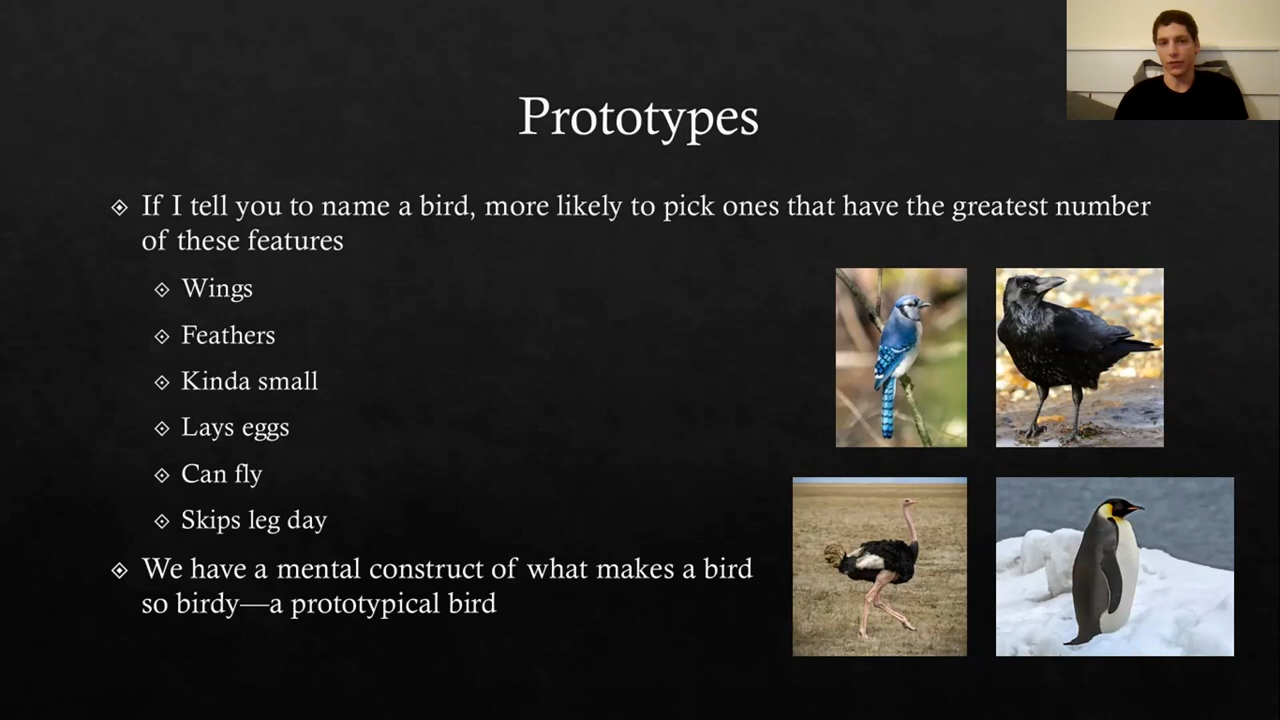 Prototypes
If I tell you to name a bird, more likely to pick ones that have the greatest number
of these features
Wings
Feathers
Kinda small
Lays eggs
Can fly
Skips leg day
We have a mental construct of what makes a bird
so birdy—a prototypical bird